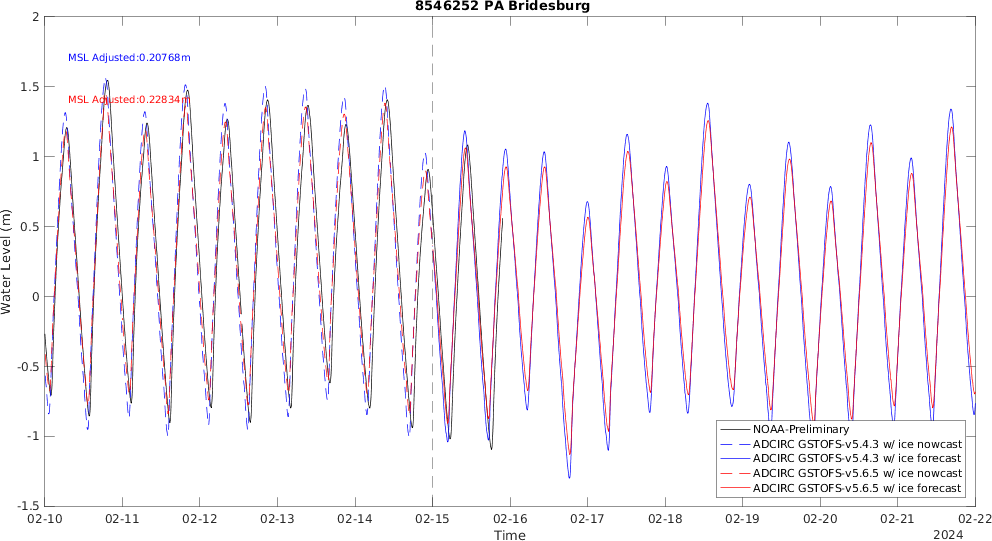 8546252 PA Bridesburg
MSL Adjusted:0.20768m
MSL Adjusted:0.22834m
Water Level (m)
2
1.5
1
0.5
0
-0.5
-1
-1.5
NOAA-Preliminary
ADCIRC GSTOFS-v5.4.3 w/ ice nowcast
ADCIRC GSTOFS-v5.4.3 w/ ice forecast
ADCIRC GSTOFS-v5.6.5 w/ ice nowcast
ADCIRC GSTOFS-v5.6.5 w/ ice forecast
02-10 02-11 02-12 02-13 02-14 02-15 02-16 02-17 02-18 02-19 02-20 02-21 02-22
Time
2024